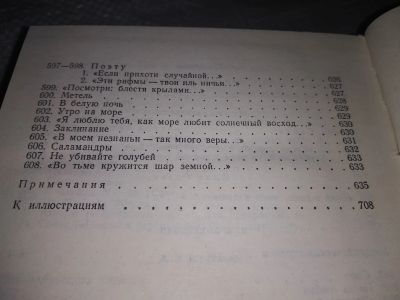 597—598. Поэту
1. «Если прихоти случайной. . .» . . . . . . . . . 626
2. «Эти рифмы — твои иль ничьи. . .» . . . . . . . 627
599. «Посмотри: блестя крылами. . .» . . . . . . . . . 627
600. Метель . . . . . . . . . . . . . . . . . . 628
601. В белую ночь . . . . . . . . . . . . . . . 629
602. Утро на море . . . . . . . . . . . . . . . 629
603. «Я люблю тебя, как море любит солнечный восход. . .» . . 630
604. Заклинание . . . . . . . . . . . . . . . . 630
605. «В моем незнаньи — так много веры. . .» . . . . . . 631
606. Саламандры . . . . . . . . . . . . . . . . 632
607. Не убивайте голубей . . . . . . . . . . . . . 633
608. «Во тьме кружится шар земной. . .» . . . . . . . . 633
Примечания . . . . . . . . . . . . . . . . . . 635
К иллюстрациям . . . . . . . . . . . . . . . . 708